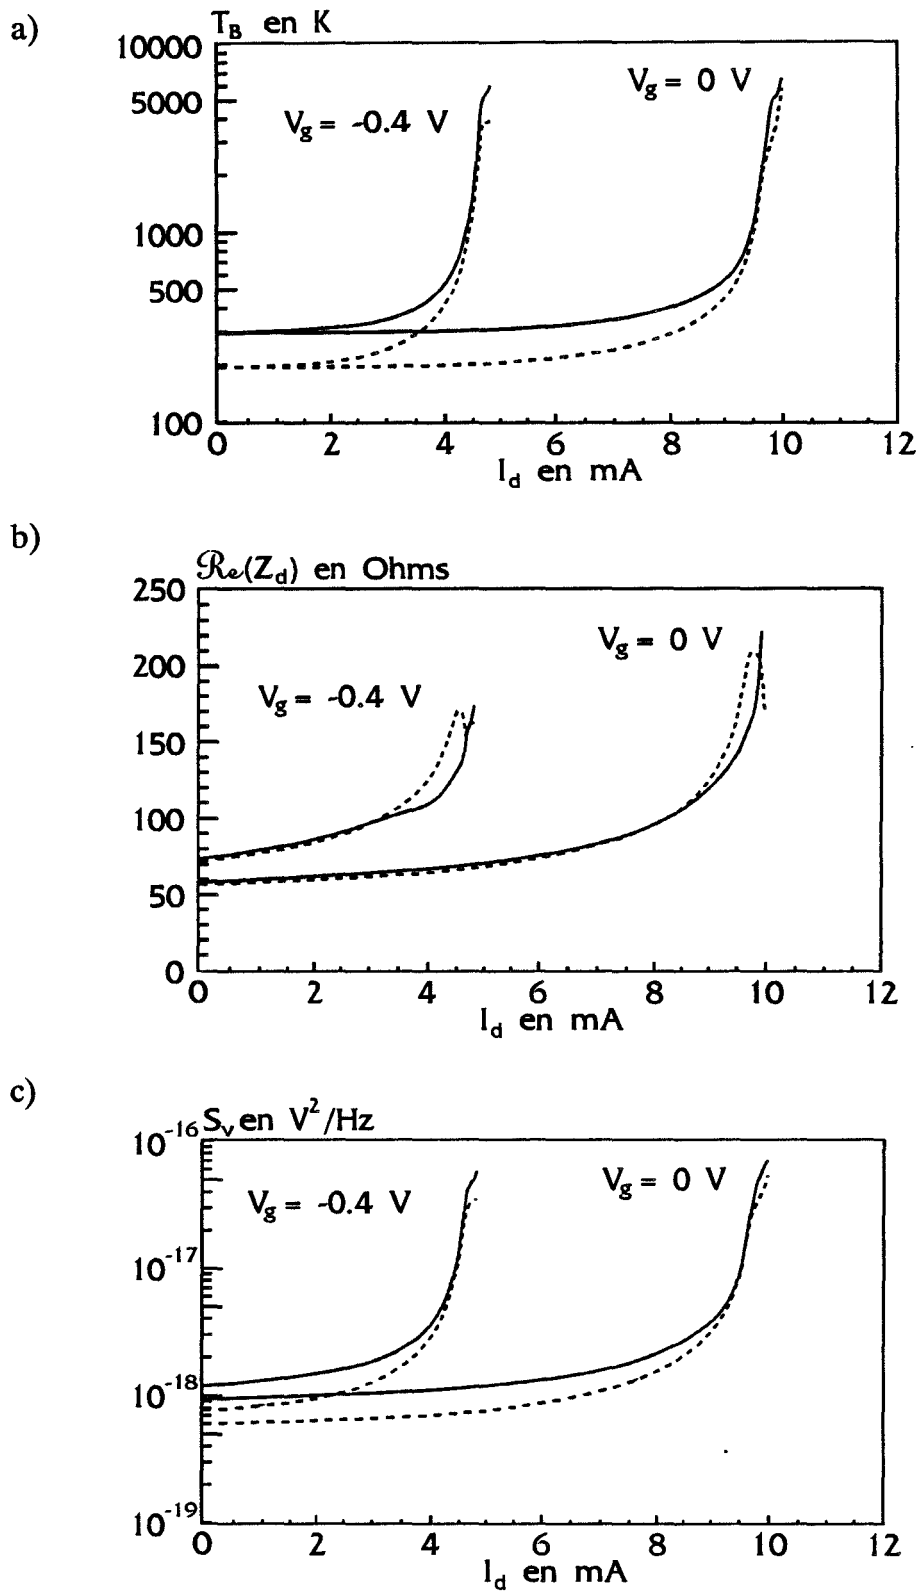 a)
T_B en K
10000
5000
1000
500
100
V_g = -0.4 V
V_g = 0 V
0 2 4 6 8 10 12
I_d en mA
b)
ℛℯ(Z_d) en Ohms
250
200
150
100
50
0
V_g = -0.4 V
V_g = 0 V
0 2 4 6 8 10 12
I_d en mA
c)
S_v en V²/Hz
10⁻¹⁶
10⁻¹⁷
10⁻¹⁸
10⁻¹⁹
V_g = -0.4 V
V_g = 0 V
0 2 4 6 8 10 12
I_d en mA